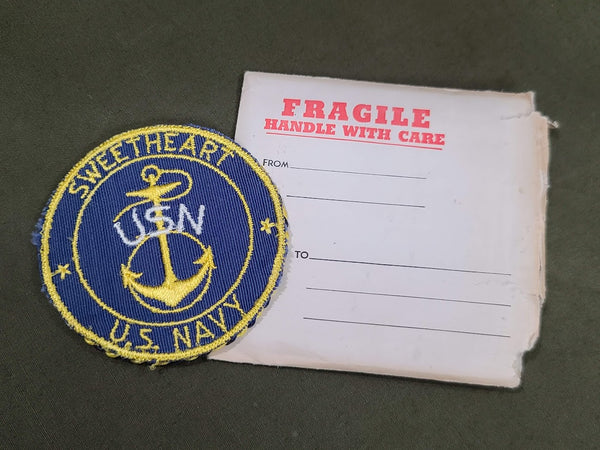 SWEETHEART
USN
U.S. NAVY
FRAGILE
HANDLE WITH CARE
FROM
TO